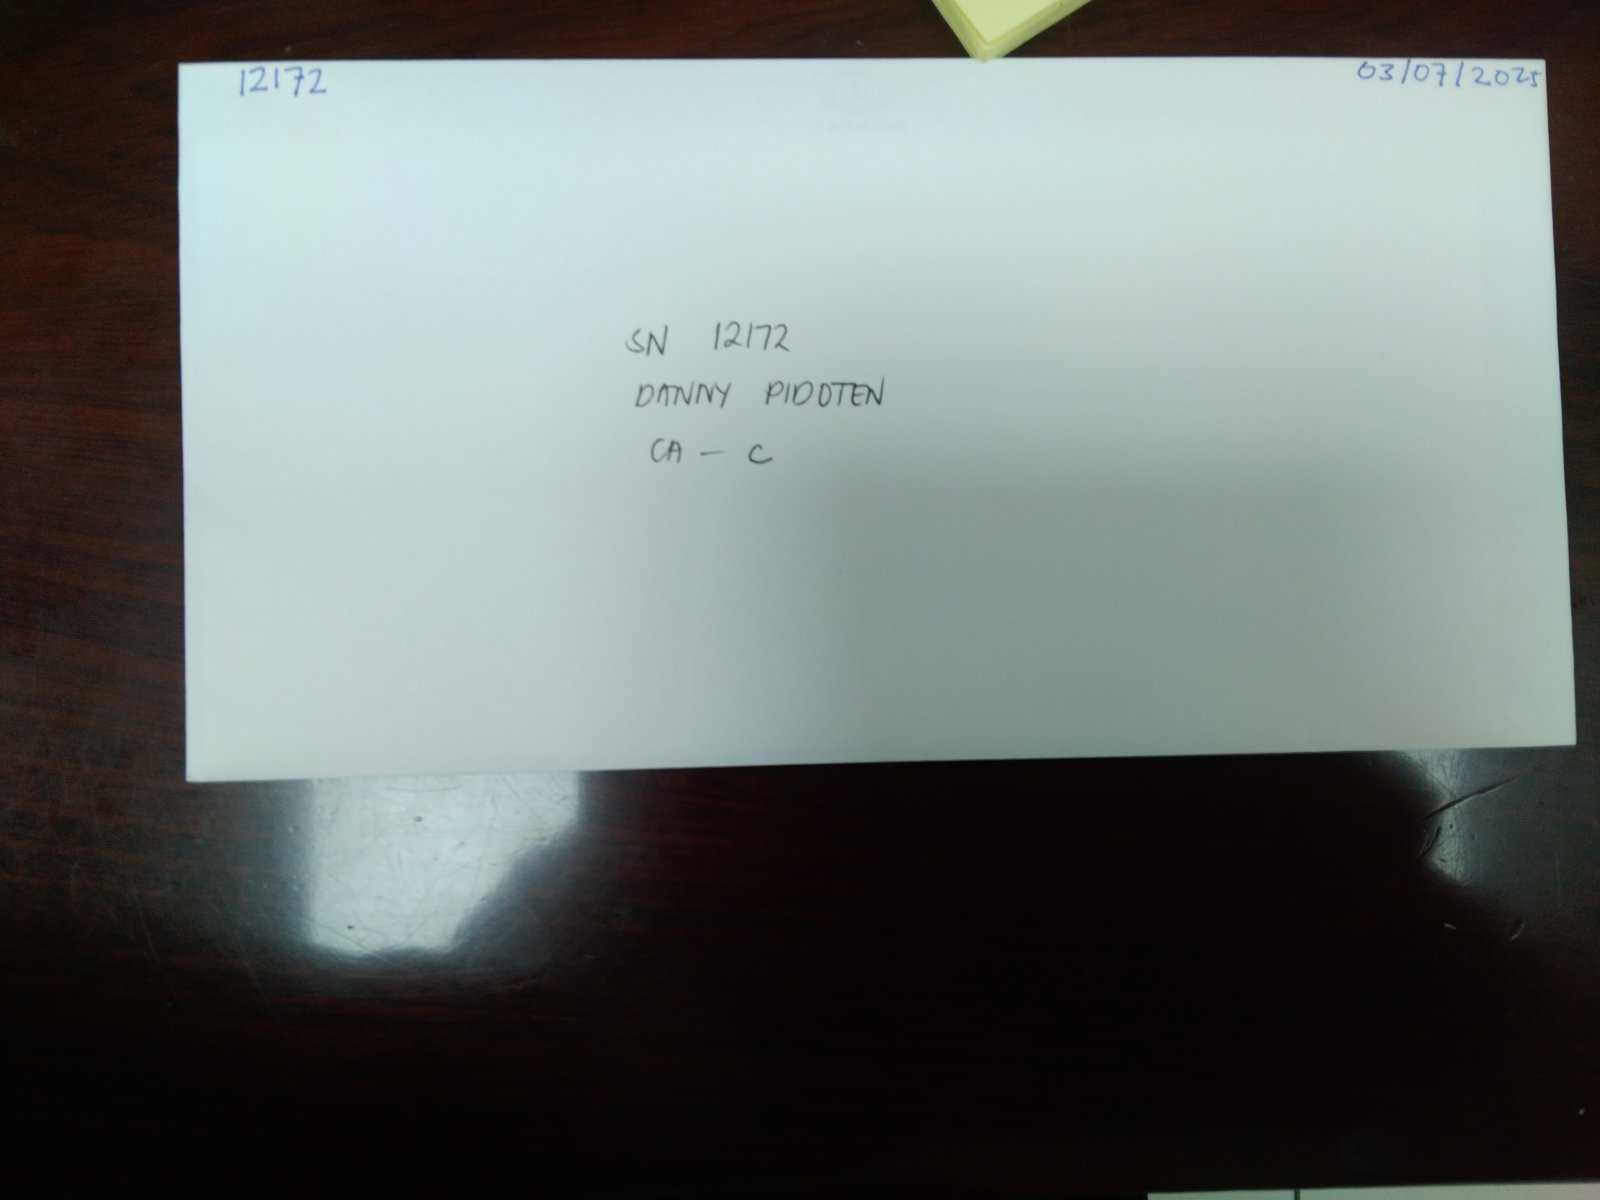 12172
03/07/2025
SN 12172
DANNY PIDOTEN
CA - C